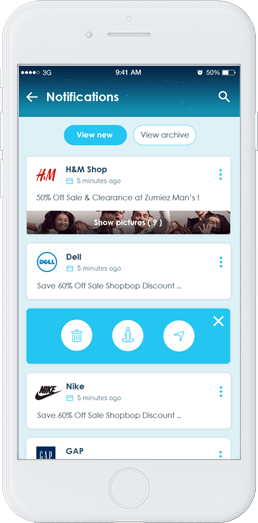 3G 9:41 AM 50%
Notifications
View new View archive
H&M H&M Shop
5 minutes ago
50% Off Sale & Clearance at Zumiez Man's !
Show pictures ( 9 )
DELL Dell
5 minutes ago
Save 60% Off Sale Shopbop Discount ...
NIKE Nike
5 minutes ago
Save 60% Off Sale Shopbop Discount ...
GAP GAP